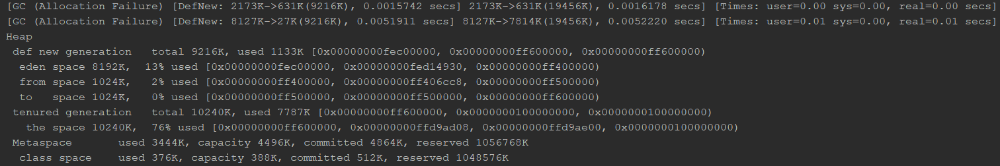 [GC (Allocation Failure) [DefNew: 2173K->631K(9216K), 0.0015742 secs] 2173K->631K(19456K), 0.0016178 secs] [Times: user=0.00 sys=0.00, real=0.00 secs]
[GC (Allocation Failure) [DefNew: 8127K->27K(9216K), 0.0051911 secs] 8127K->7814K(19456K), 0.0052220 secs] [Times: user=0.01 sys=0.00, real=0.01 secs]
Heap
 def new generation   total 9216K, used 1133K [0x00000000fec00000, 0x00000000ff600000, 0x00000000ff600000)
  eden space 8192K,  13% used [0x00000000fec00000, 0x00000000fed14930, 0x00000000ff400000)
  from space 1024K,   2% used [0x00000000ff400000, 0x00000000ff406cc8, 0x00000000ff500000)
  to   space 1024K,   0% used [0x00000000ff500000, 0x00000000ff500000, 0x00000000ff600000)
 tenured generation   total 10240K, used 7787K [0x00000000ff600000, 0x0000000100000000, 0x0000000100000000)
   the space 10240K,  76% used [0x00000000ff600000, 0x00000000ffd9ad08, 0x00000000ffd9ae00, 0x0000000100000000)
 Metaspace       used 3444K, capacity 4496K, committed 4864K, reserved 1056768K
  class space    used 376K, capacity 388K, committed 512K, reserved 1048576K